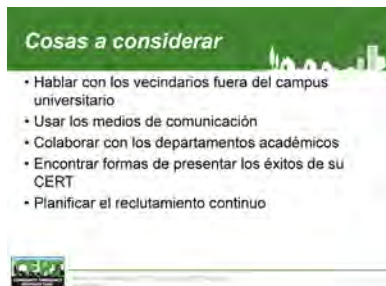 Cosas a considerar
• Hablar con los vecindarios fuera del campus
universitario
• Usar los medios de comunicación
• Colaborar con los departamentos académicos
• Encontrar formas de presentar los éxitos de su
CERT
• Planificar el reclutamiento continuo
CERT